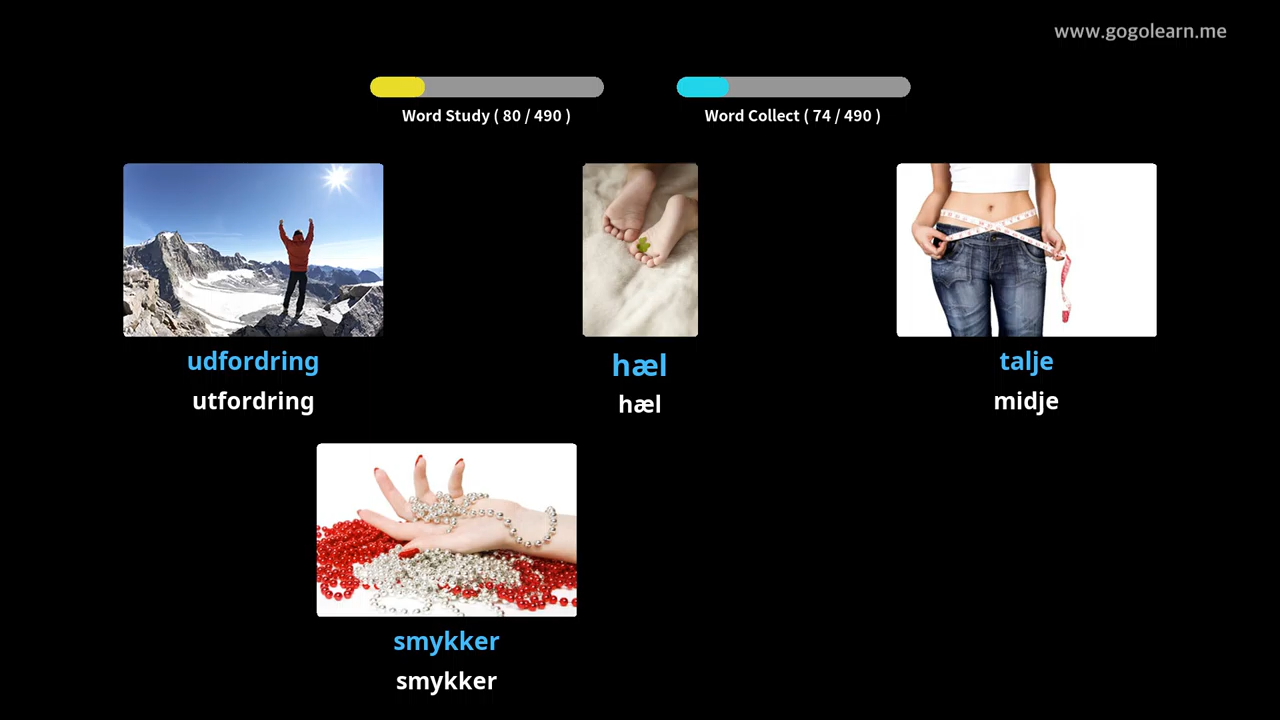 www.gogolearn.me
Word Study ( 80 / 490 )
Word Collect ( 74 / 490 )
udfordring
utfordring
hæl
hæl
talje
midje
smykker
smykker